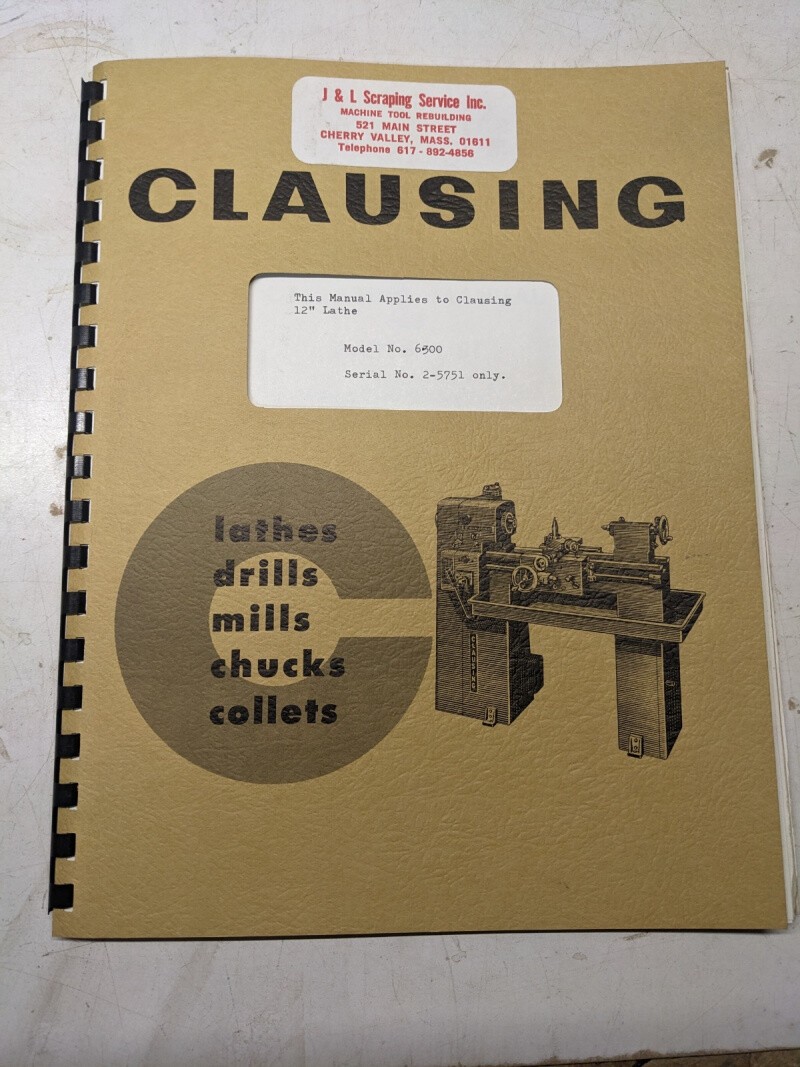 J & L Scraping Service Inc.
MACHINE TOOL REBUILDING
521 MAIN STREET
CHERRY VALLEY, MASS. 01611
Telephone 617 - 892-4856
CLAUSING
This Manual Applies to Clausing
12" Lathe
Model No. 6300
Serial No. 2-5751 only.
lathes
drills
mills
chucks
collets
CLAUSING